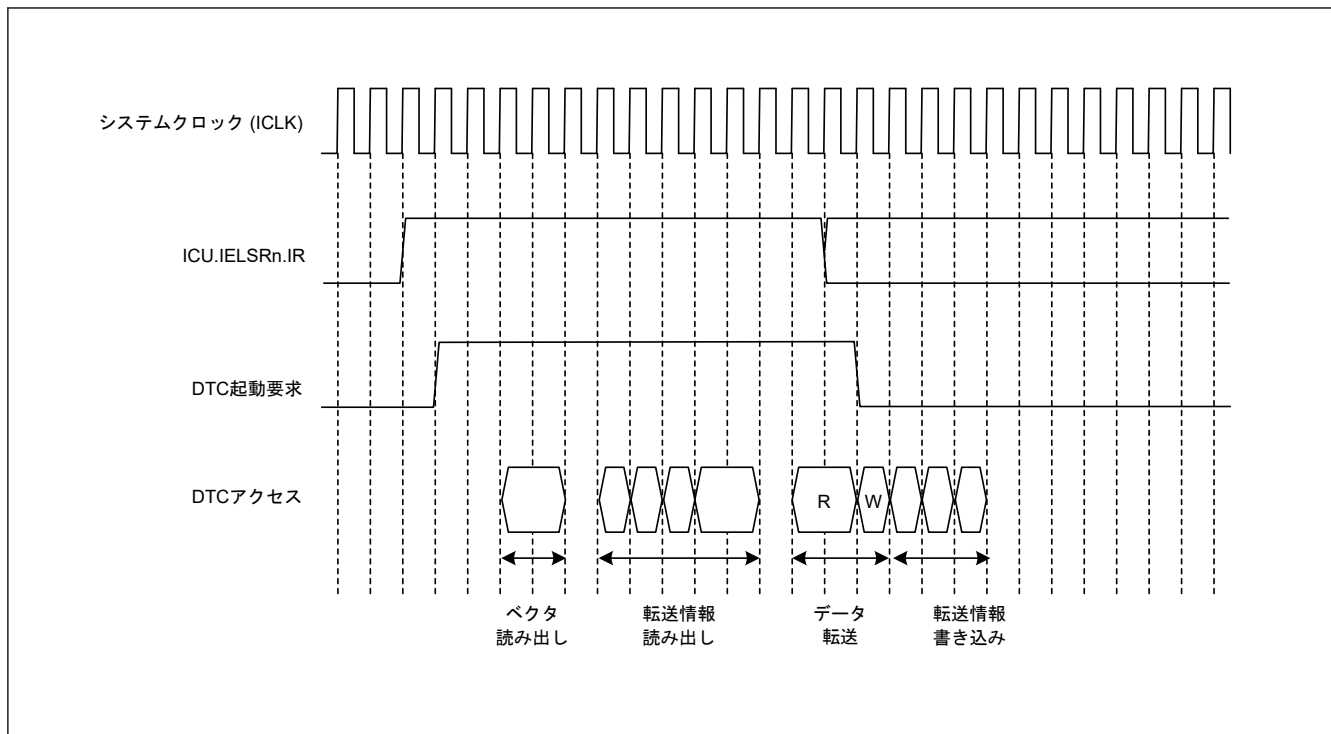 システムクロック (ICLK)
ICU.IELSRn.IR
DTC起動要求
DTCアクセス
R
W
ベクタ
読み出し
転送情報
読み出し
データ
転送
転送情報
書き込み